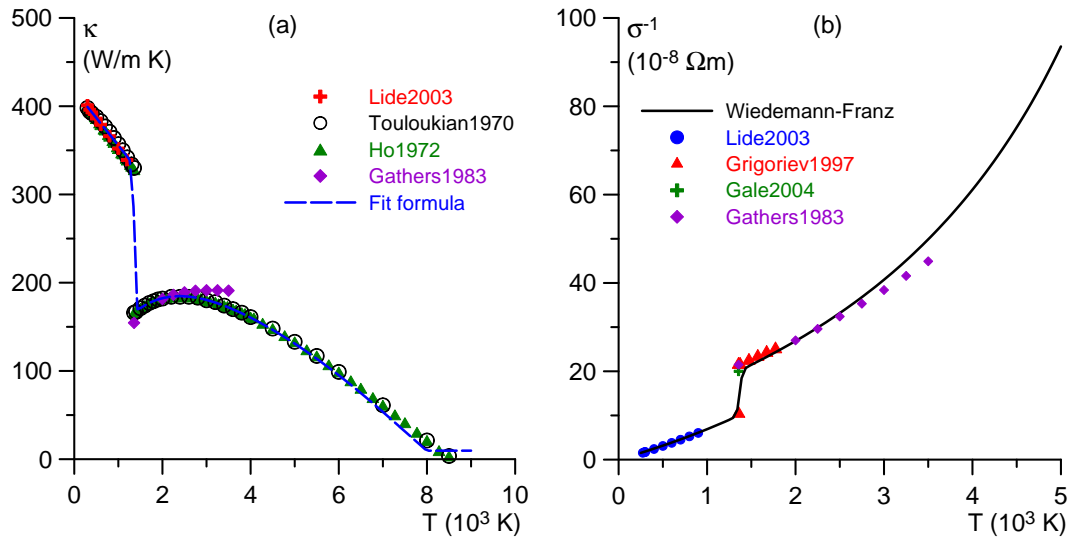 κ
(W/m K)
(a)
500
400
300
200
100
0
Lide2003
Touloukian1970
Ho1972
Gathers1983
Fit formula
0
2
4
6
8
10
T (10³ K)
σ⁻¹
(10⁻⁸ Ωm)
(b)
100
80
60
40
20
0
Wiedemann-Franz
Lide2003
Grigoriev1997
Gale2004
Gathers1983
0
1
2
3
4
5
T (10³ K)